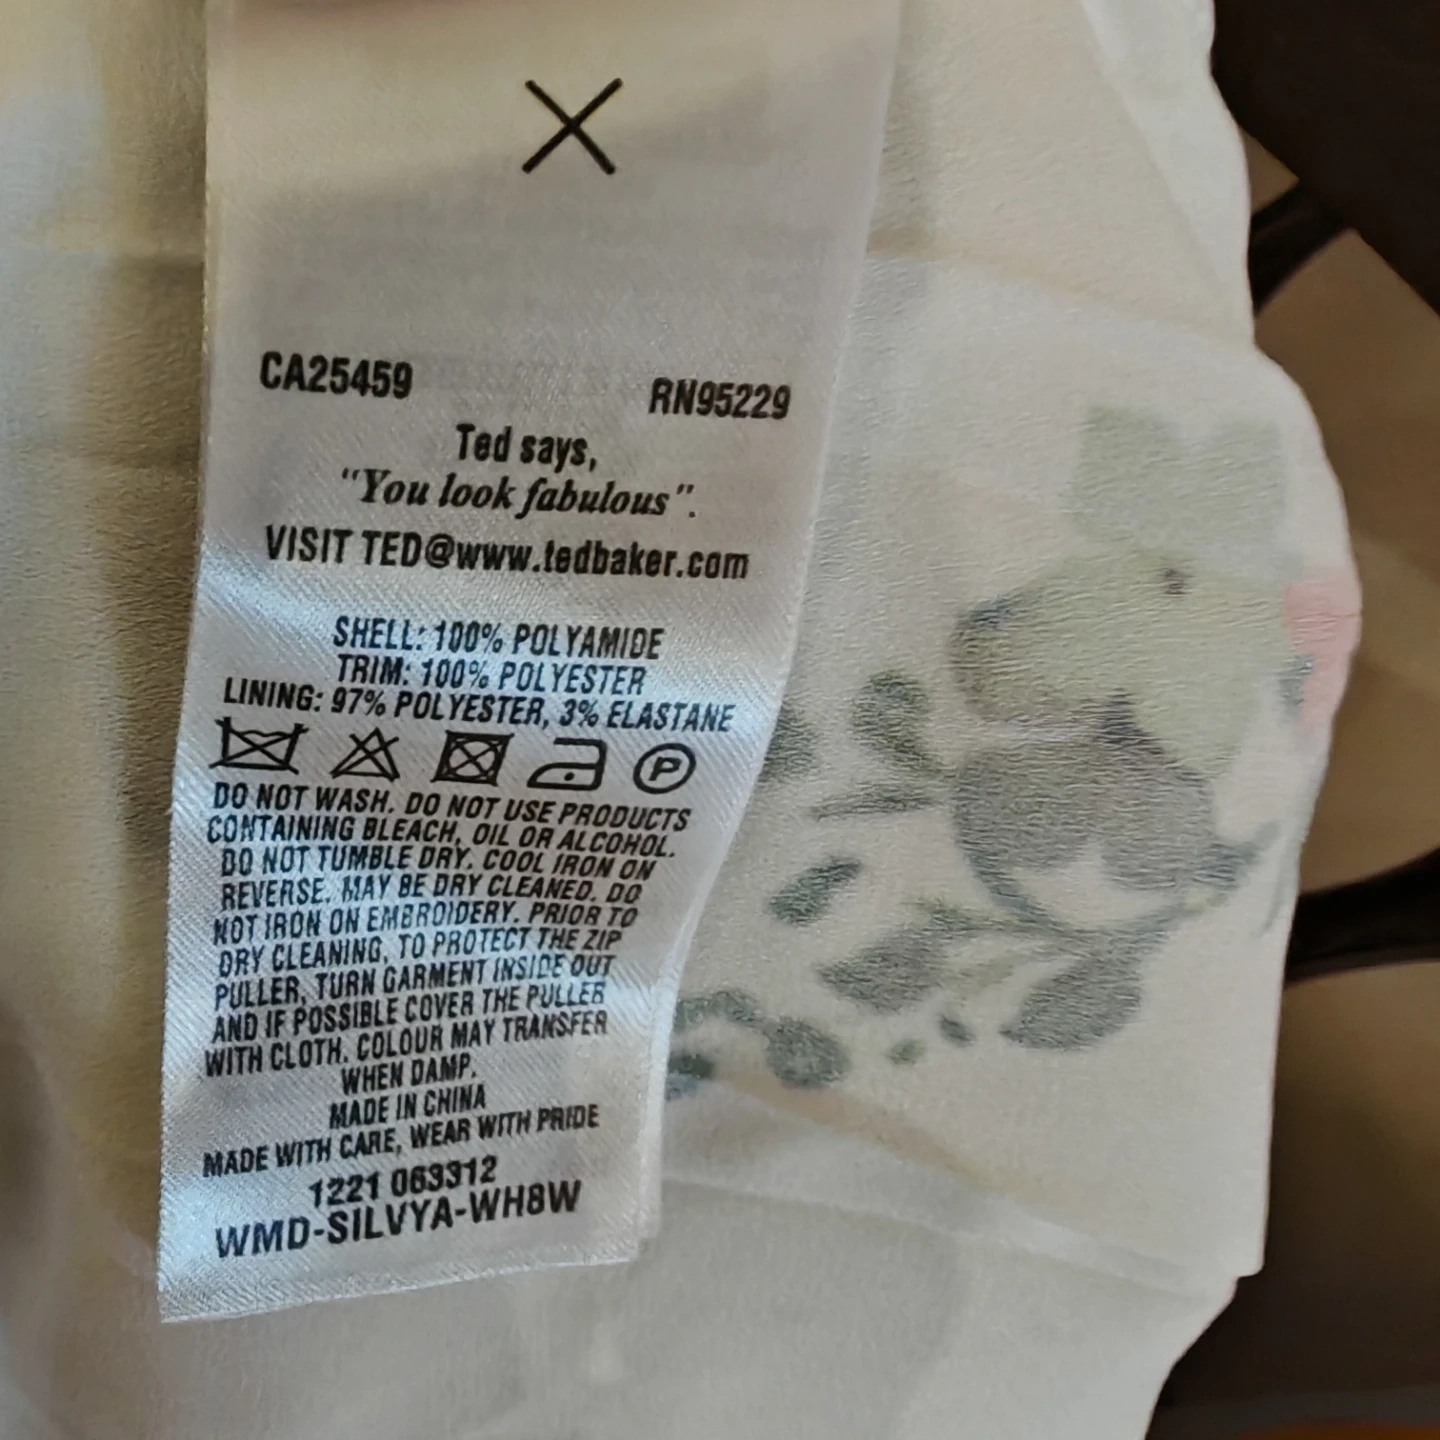 CA25459 RN95229
Ted says,
"You look fabulous".
VISIT TED@www.tedbaker.com
SHELL: 100% POLYAMIDE
TRIM: 100% POLYESTER
LINING: 97% POLYESTER, 3% ELASTANE
P
DO NOT WASH. DO NOT USE PRODUCTS
CONTAINING BLEACH, OIL OR ALCOHOL.
DO NOT TUMBLE DRY. COOL IRON ON
REVERSE. MAY BE DRY CLEANED. DO
NOT IRON ON EMBROIDERY. PRIOR TO
DRY CLEANING, TO PROTECT THE ZIP
PULLER, TURN GARMENT INSIDE OUT
AND IF POSSIBLE COVER THE PULLER
WITH CLOTH. COLOUR MAY TRANSFER
WHEN DAMP.
MADE IN CHINA
MADE WITH CARE, WEAR WITH PRIDE
1221 063312
WMD-SILVYA-WH8W